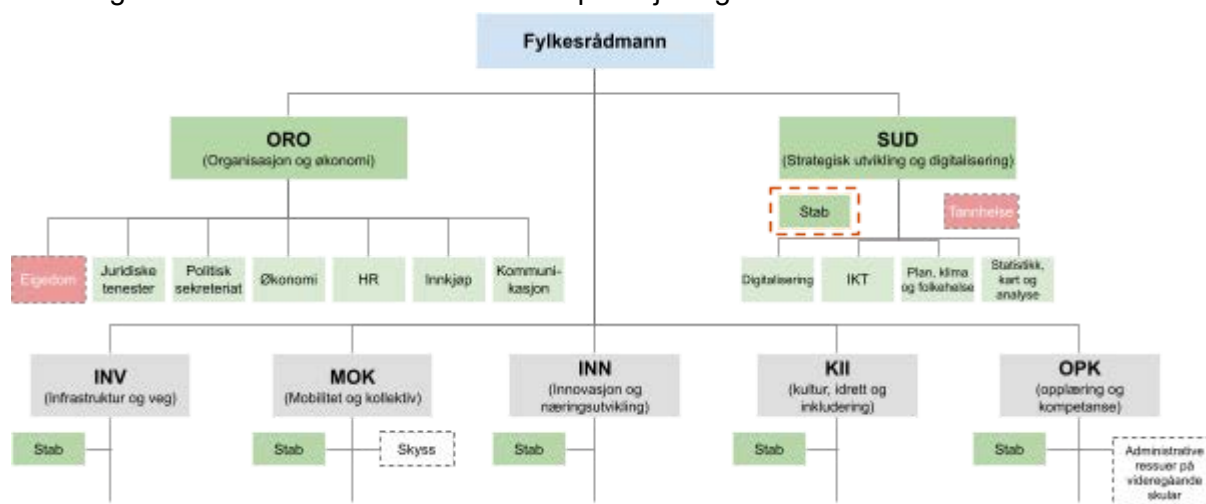 Fylkesrådmann
ORO
(Organisasjon og økonomi)
SUD
(Strategisk utvikling og digitalisering)
Stab
Tannhelse
Eigedom
Juridiske
tenester
Politisk
sekreteriat
Økonomi
HR
Innkjøp
Kommuni-
kasjon
Digitalisering
IKT
Plan, klima
og folkehelse
Statistikk,
kart og
analyse
INV
(Infrastruktur og veg)
MOK
(Mobilitet og kollektiv)
INN
(Innovasjon og
næringsutvikling)
KII
(kultur, idrett og
inkludering)
OPK
(opplæring og
kompetanse)
Stab
Stab
Skyss
Stab
Stab
Stab
Administrative
ressuer på
videregåande
skular